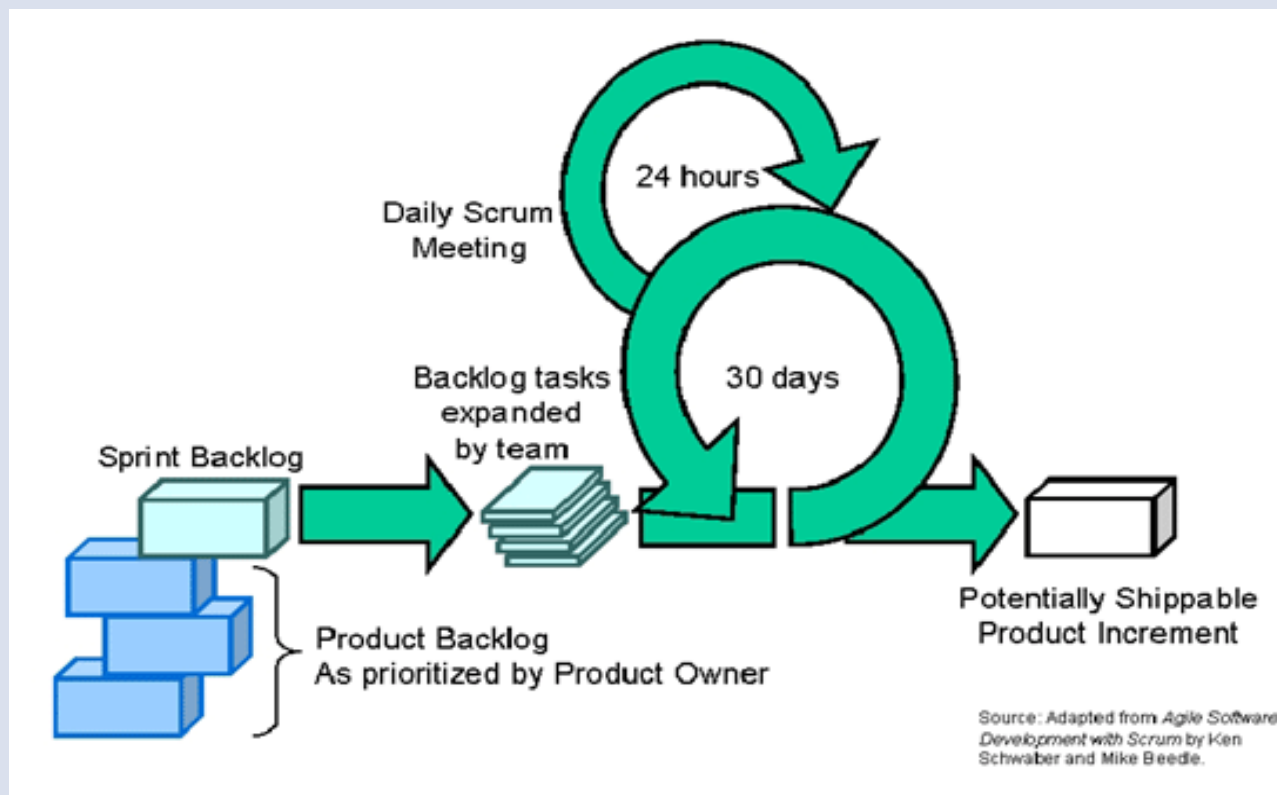 24 hours
Daily Scrum
Meeting
30 days
Backlog tasks
expanded
by team
Sprint Backlog
Product Backlog
As prioritized by Product Owner
Potentially Shippable
Product Increment
Source: Adapted from Agile Software
Development with Scrum by Ken
Schwaber and Mike Beedle.